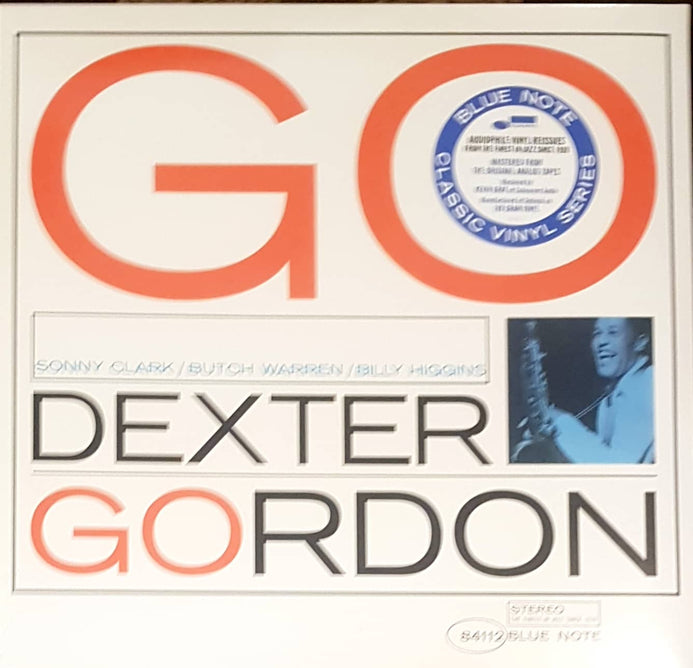 GO
BLUE NOTE
AUDIOPHILE VINYL REISSUES
MASTERED FROM
THE ORIGINAL ANALOG TAPES
CLASSIC VINYL SERIES
SONNY CLARK/BUTCH WARREN/BILLY HIGGINS
DEXTER
GORDON
STEREO
84112 BLUE NOTE